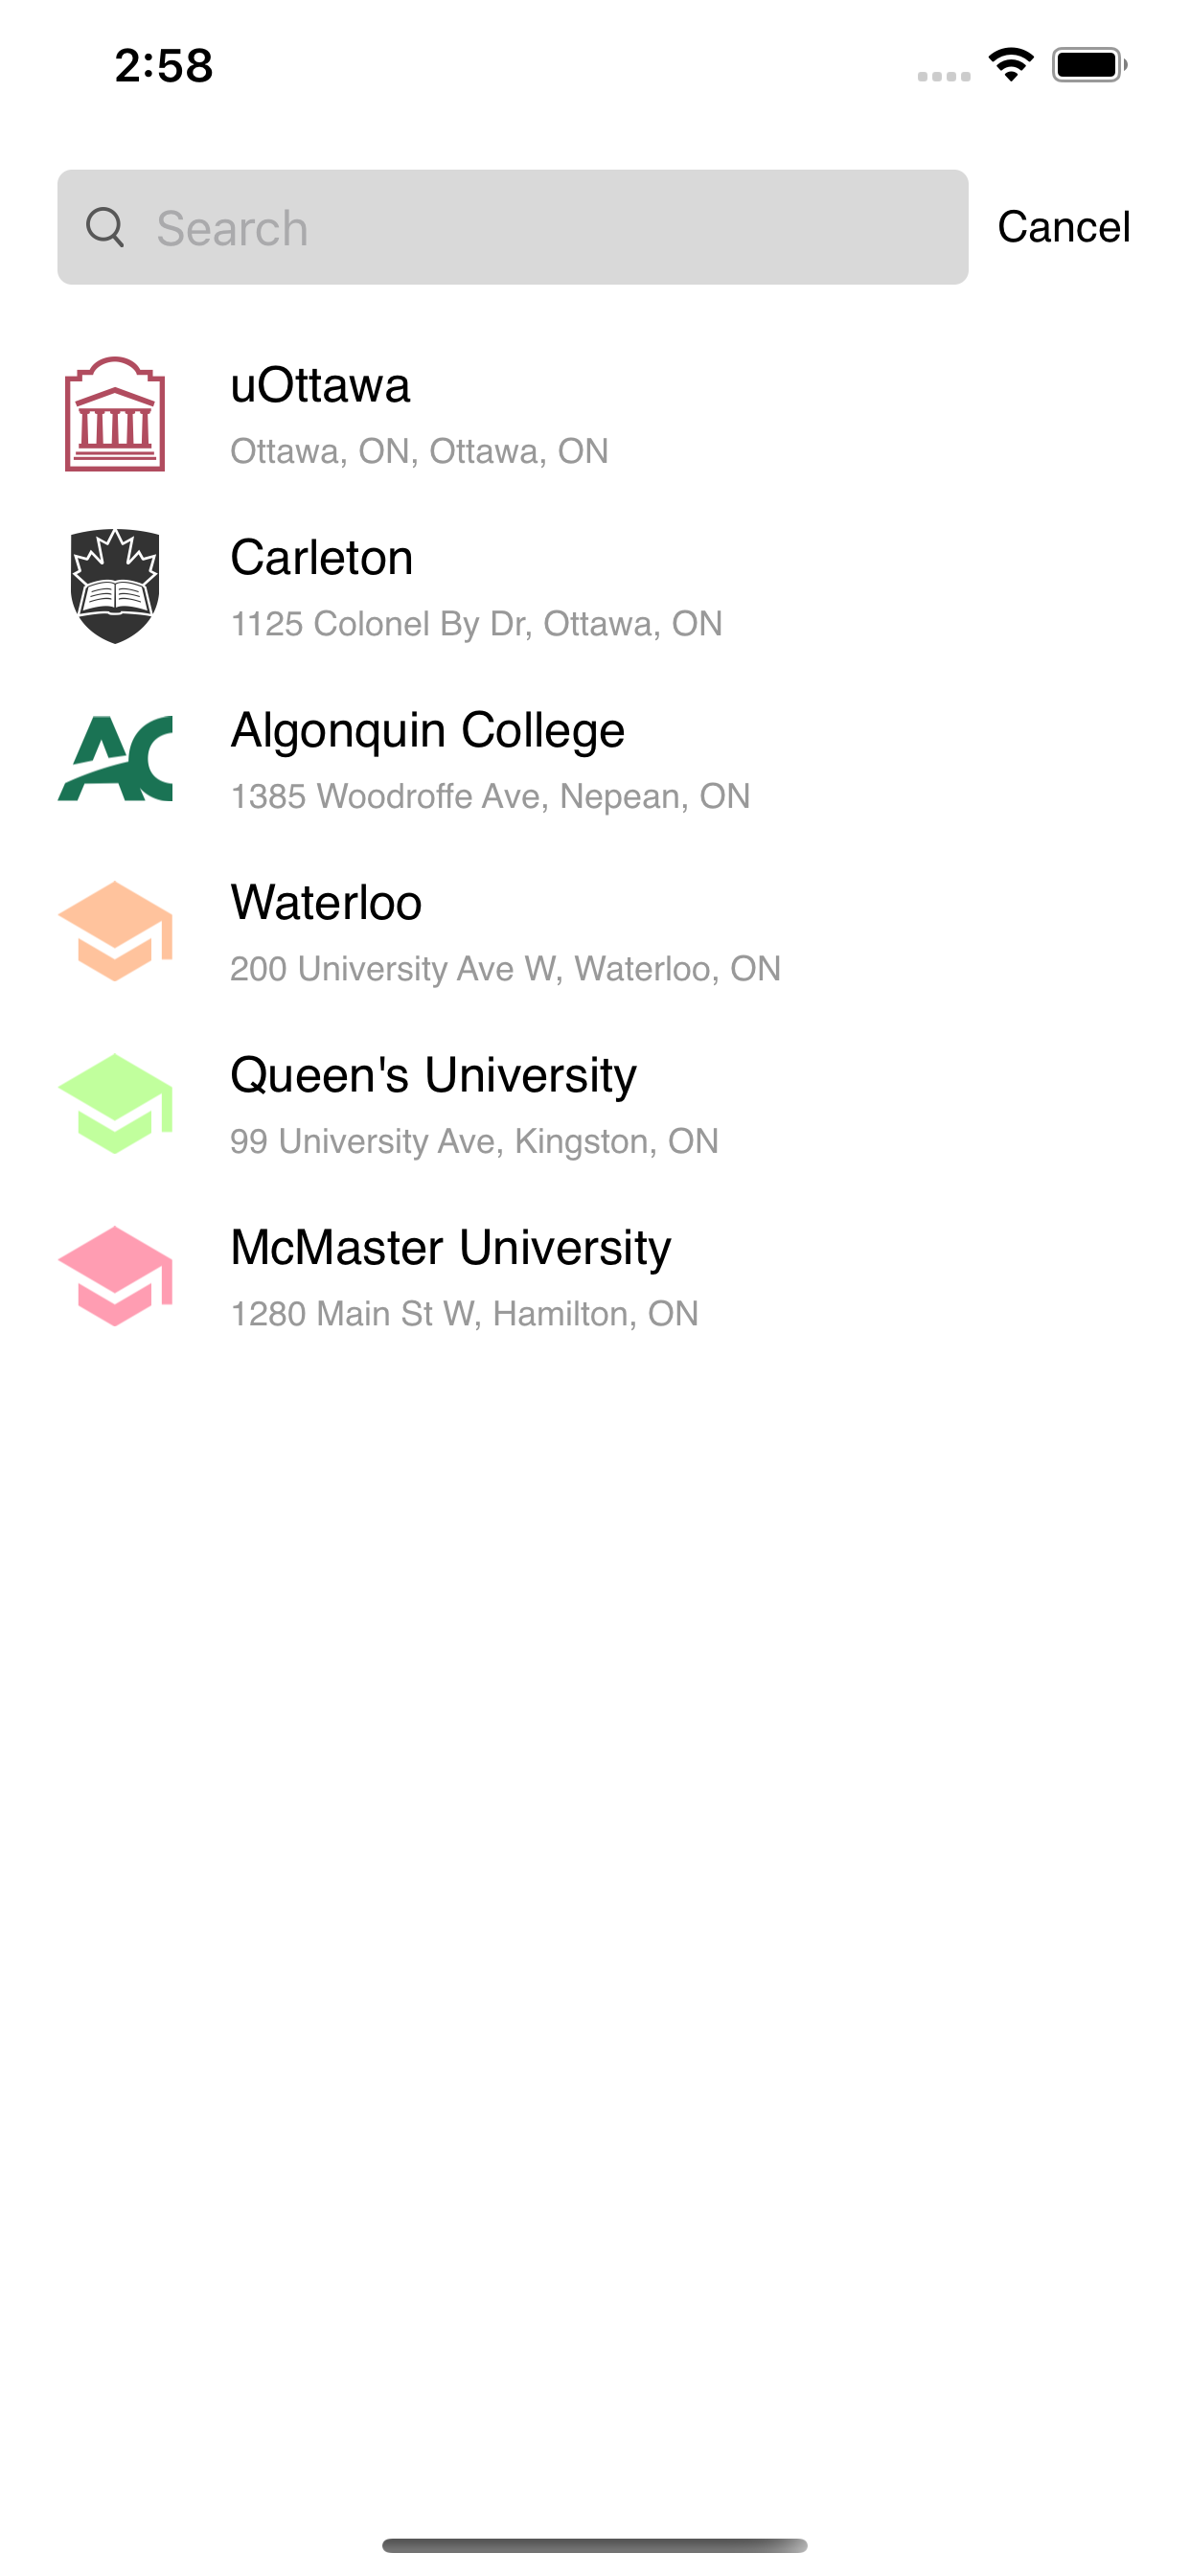 2:58
Search
Cancel
uOttawa
Ottawa, ON, Ottawa, ON
Carleton
1125 Colonel By Dr, Ottawa, ON
AC
Algonquin College
1385 Woodroffe Ave, Nepean, ON
Waterloo
200 University Ave W, Waterloo, ON
Queen's University
99 University Ave, Kingston, ON
McMaster University
1280 Main St W, Hamilton, ON